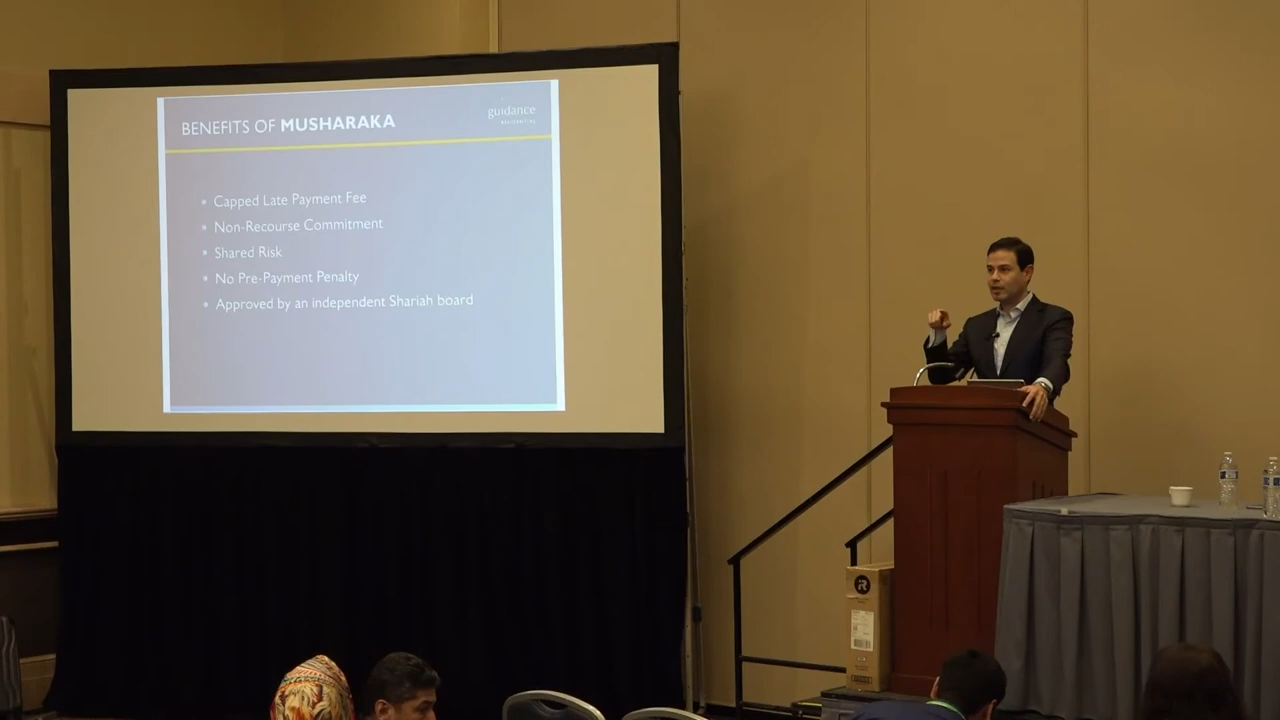 BENEFITS OF MUSHARAKA
guidance
RESIDENTIAL
Capped Late Payment Fee
Non-Recourse Commitment
Shared Risk
No Pre-Payment Penalty
Approved by an independent Shariah board
R